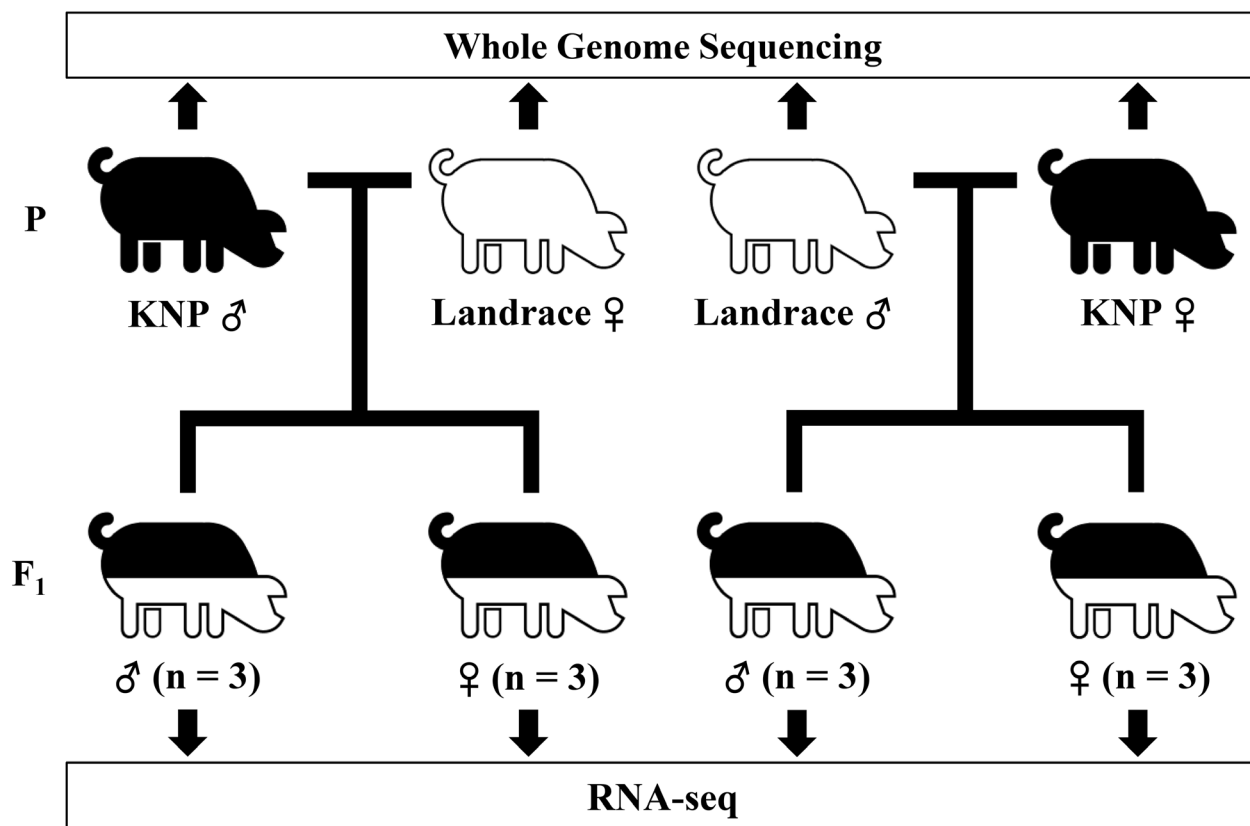 Whole Genome Sequencing
P
KNP ♂
Landrace ♀
Landrace ♂
KNP ♀
F₁
♂ (n = 3)
♀ (n = 3)
♂ (n = 3)
♀ (n = 3)
RNA-seq